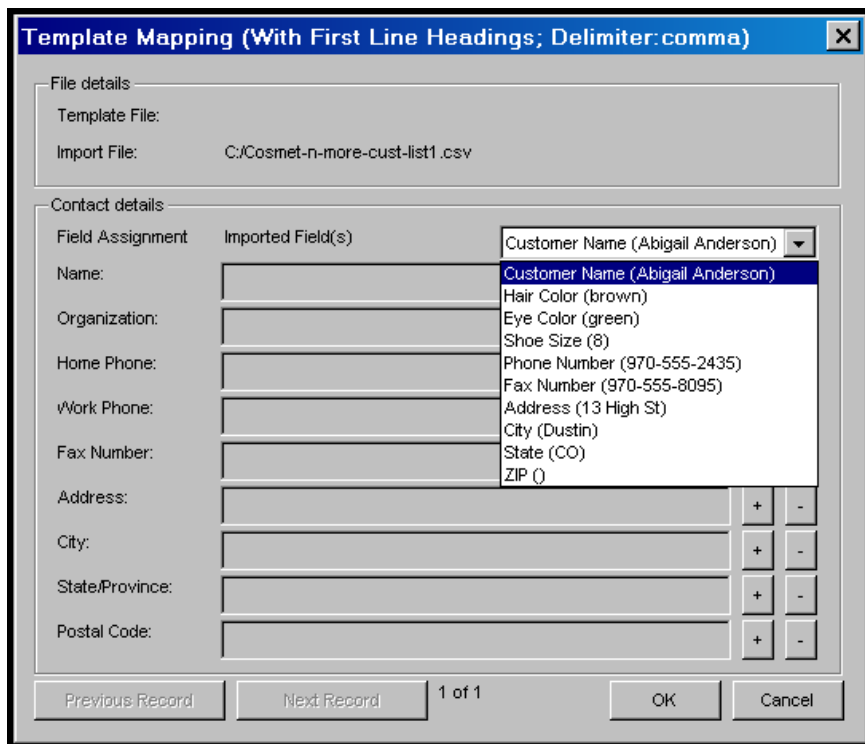 Template Mapping (With First Line Headings; Delimiter:comma)
File details
Template File:
Import File: C:/Cosmet-n-more-cust-list1.csv
Contact details
Field Assignment Imported Field(s) Customer Name (Abigail Anderson)
Customer Name (Abigail Anderson)
Hair Color (brown)
Eye Color (green)
Shoe Size (8)
Phone Number (970-555-2435)
Fax Number (970-555-8095)
Address (13 High St)
City (Dustin)
State (CO)
ZIP ()
Name:
Organization:
Home Phone:
Work Phone:
Fax Number:
Address: + -
City: + -
State/Province: + -
Postal Code: + -
Previous Record Next Record 1 of 1 OK Cancel